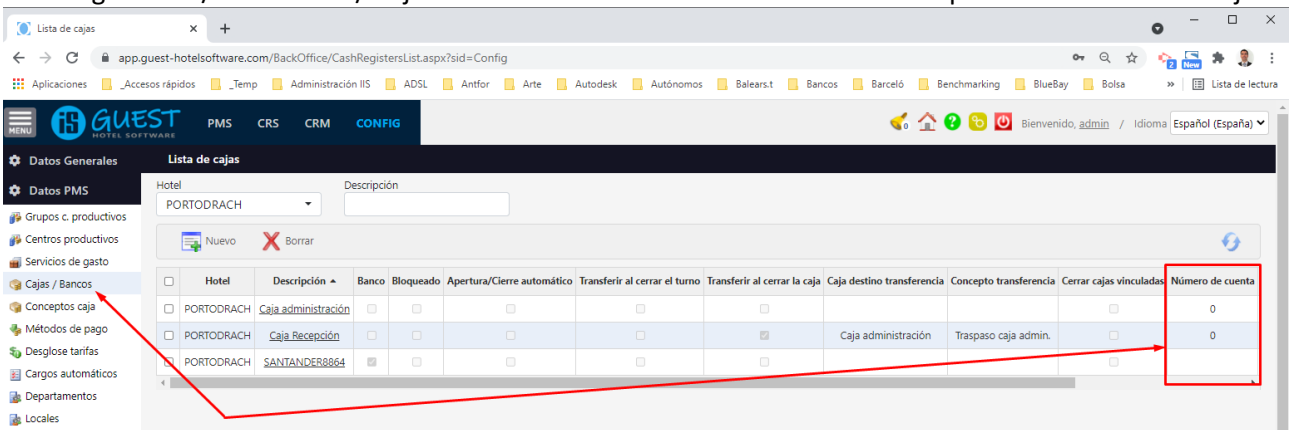 Lista de cajas
app.guest-hotelsoftware.com/BackOffice/CashRegistersList.aspx?sid=Config
2 New
Aplicaciones _Accesos rápidos _Temp Administración IIS ADSL Antfor Arte Autodesk Autónomos Balears.t Bancos Barceló Benchmarking BlueBay Bolsa » Lista de lectura
MENU GUEST HOTEL SOFTWARE PMS CRS CRM CONFIG 0 Bienvenido, admin / Idioma Español (España)
Datos Generales Lista de cajas
Datos PMS Hotel Descripción
PORTODRACH
Grupos c. productivos
Centros productivos Nuevo Borrar
Servicios de gasto
Cajas / Bancos Hotel Descripción Banco Bloqueado Apertura/Cierre automático Transferir al cerrar el turno Transferir al cerrar la caja Caja destino transferencia Concepto transferencia Cerrar cajas vinculadas Número de cuenta
Conceptos caja PORTODRACH Caja administración 0
Métodos de pago PORTODRACH Caja Recepción Caja administración Traspaso caja admin. 0
Desglose tarifas PORTODRACH SANTANDER8864
Cargos automáticos
Departamentos
Locales